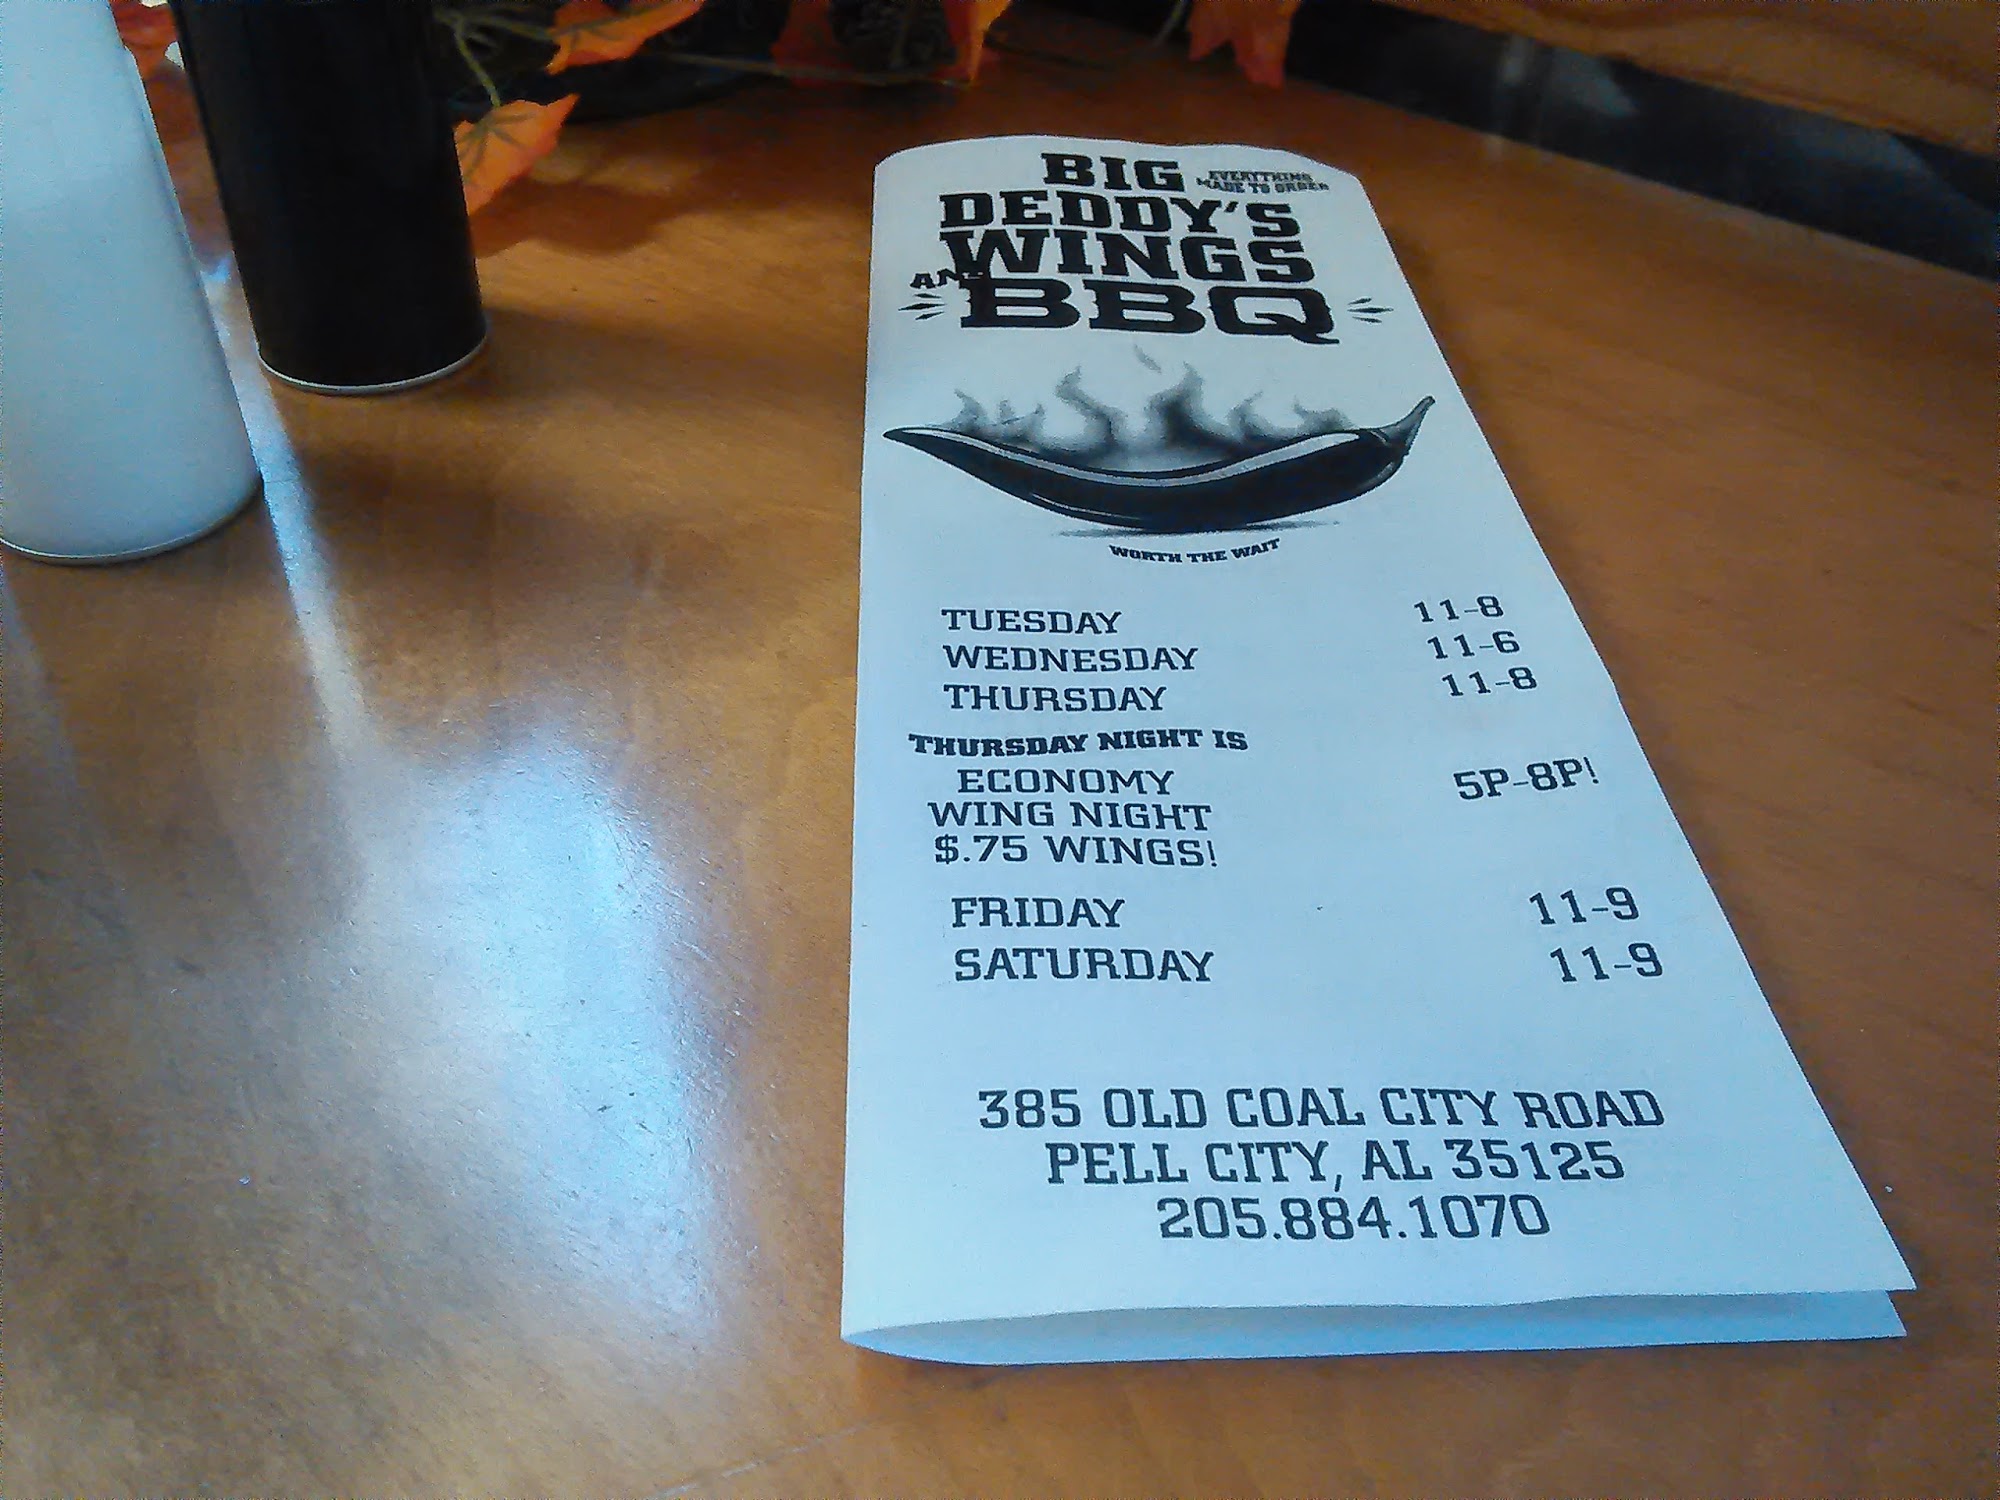 BIG
EVERYTHING
MADE TO ORDER
DEDDY'S
WINGS
AND
BBQ
WORTH THE WAIT
TUESDAY 11-8
WEDNESDAY 11-6
THURSDAY 11-8
THURSDAY NIGHT IS
ECONOMY 5P-8P!
WING NIGHT
$.75 WINGS!
FRIDAY 11-9
SATURDAY 11-9
385 OLD COAL CITY ROAD
PELL CITY, AL 35125
205.884.1070